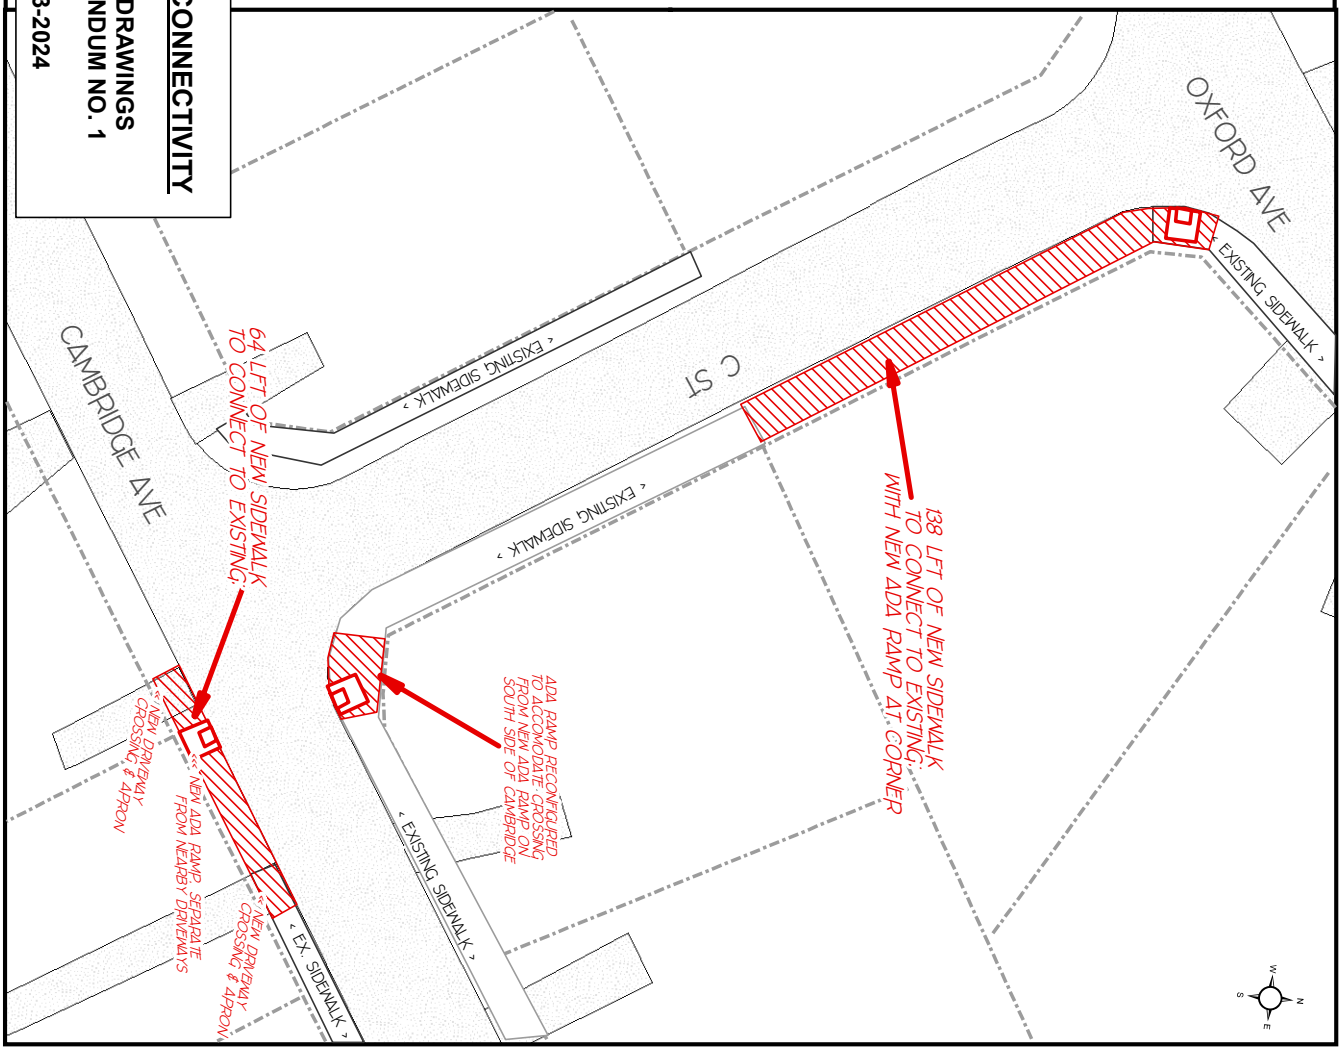 CONNECTIVITY
DRAWINGS
NDUM NO. 1
3-2024
OXFORD AVE
< EXISTING SIDEWALK >
C ST
< EXISTING SIDEWALK >
< EXISTING SIDEWALK >
CAMBRIDGE AVE
64 LFT OF NEW SIDEWALK
TO CONNECT TO EXISTING;
138 LFT OF NEW SIDEWALK
TO CONNECT TO EXISTING;
WITH NEW ADA RAMP AT CORNER
ADA RAMP RECONFIGURED
TO ACCOMODATE CROSSING
FROM NEW ADA RAMP ON
SOUTH SIDE OF CAMBRIDGE
< EXISTING SIDEWALK >
<< NEW DRIVEWAY
CROSSING & APRON
<< NEW ADA RAMP, SEPARATE
FROM NEARBY DRIVEWAYS
<< NEW DRIVEWAY
CROSSING & APRON
< EX. SIDEWALK >
N
W
E
S